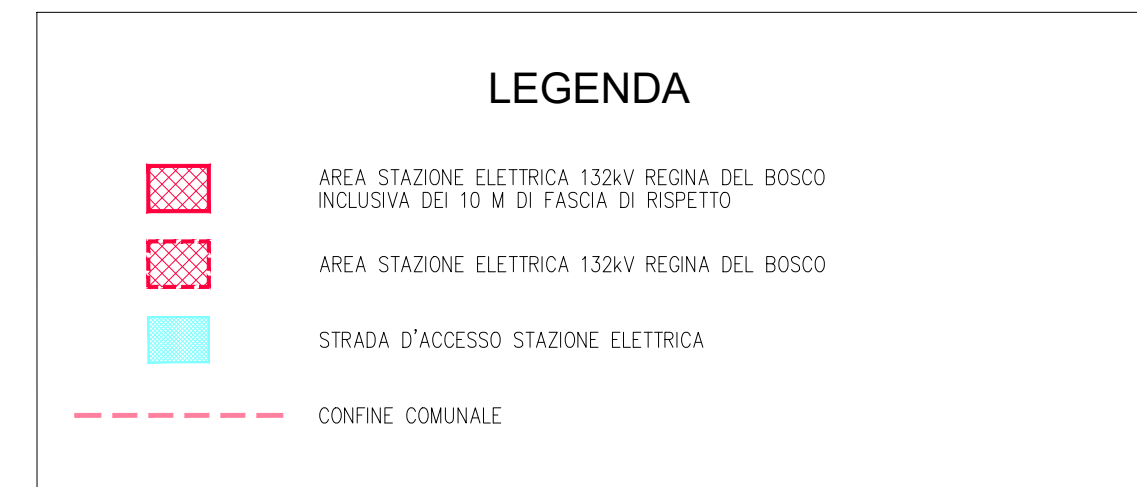 LEGENDA
AREA STAZIONE ELETTRICA 132kV REGINA DEL BOSCO
INCLUSIVA DEI 10 M DI FASCIA DI RISPETTO
AREA STAZIONE ELETTRICA 132kV REGINA DEL BOSCO
STRADA D'ACCESSO STAZIONE ELETTRICA
CONFINE COMUNALE